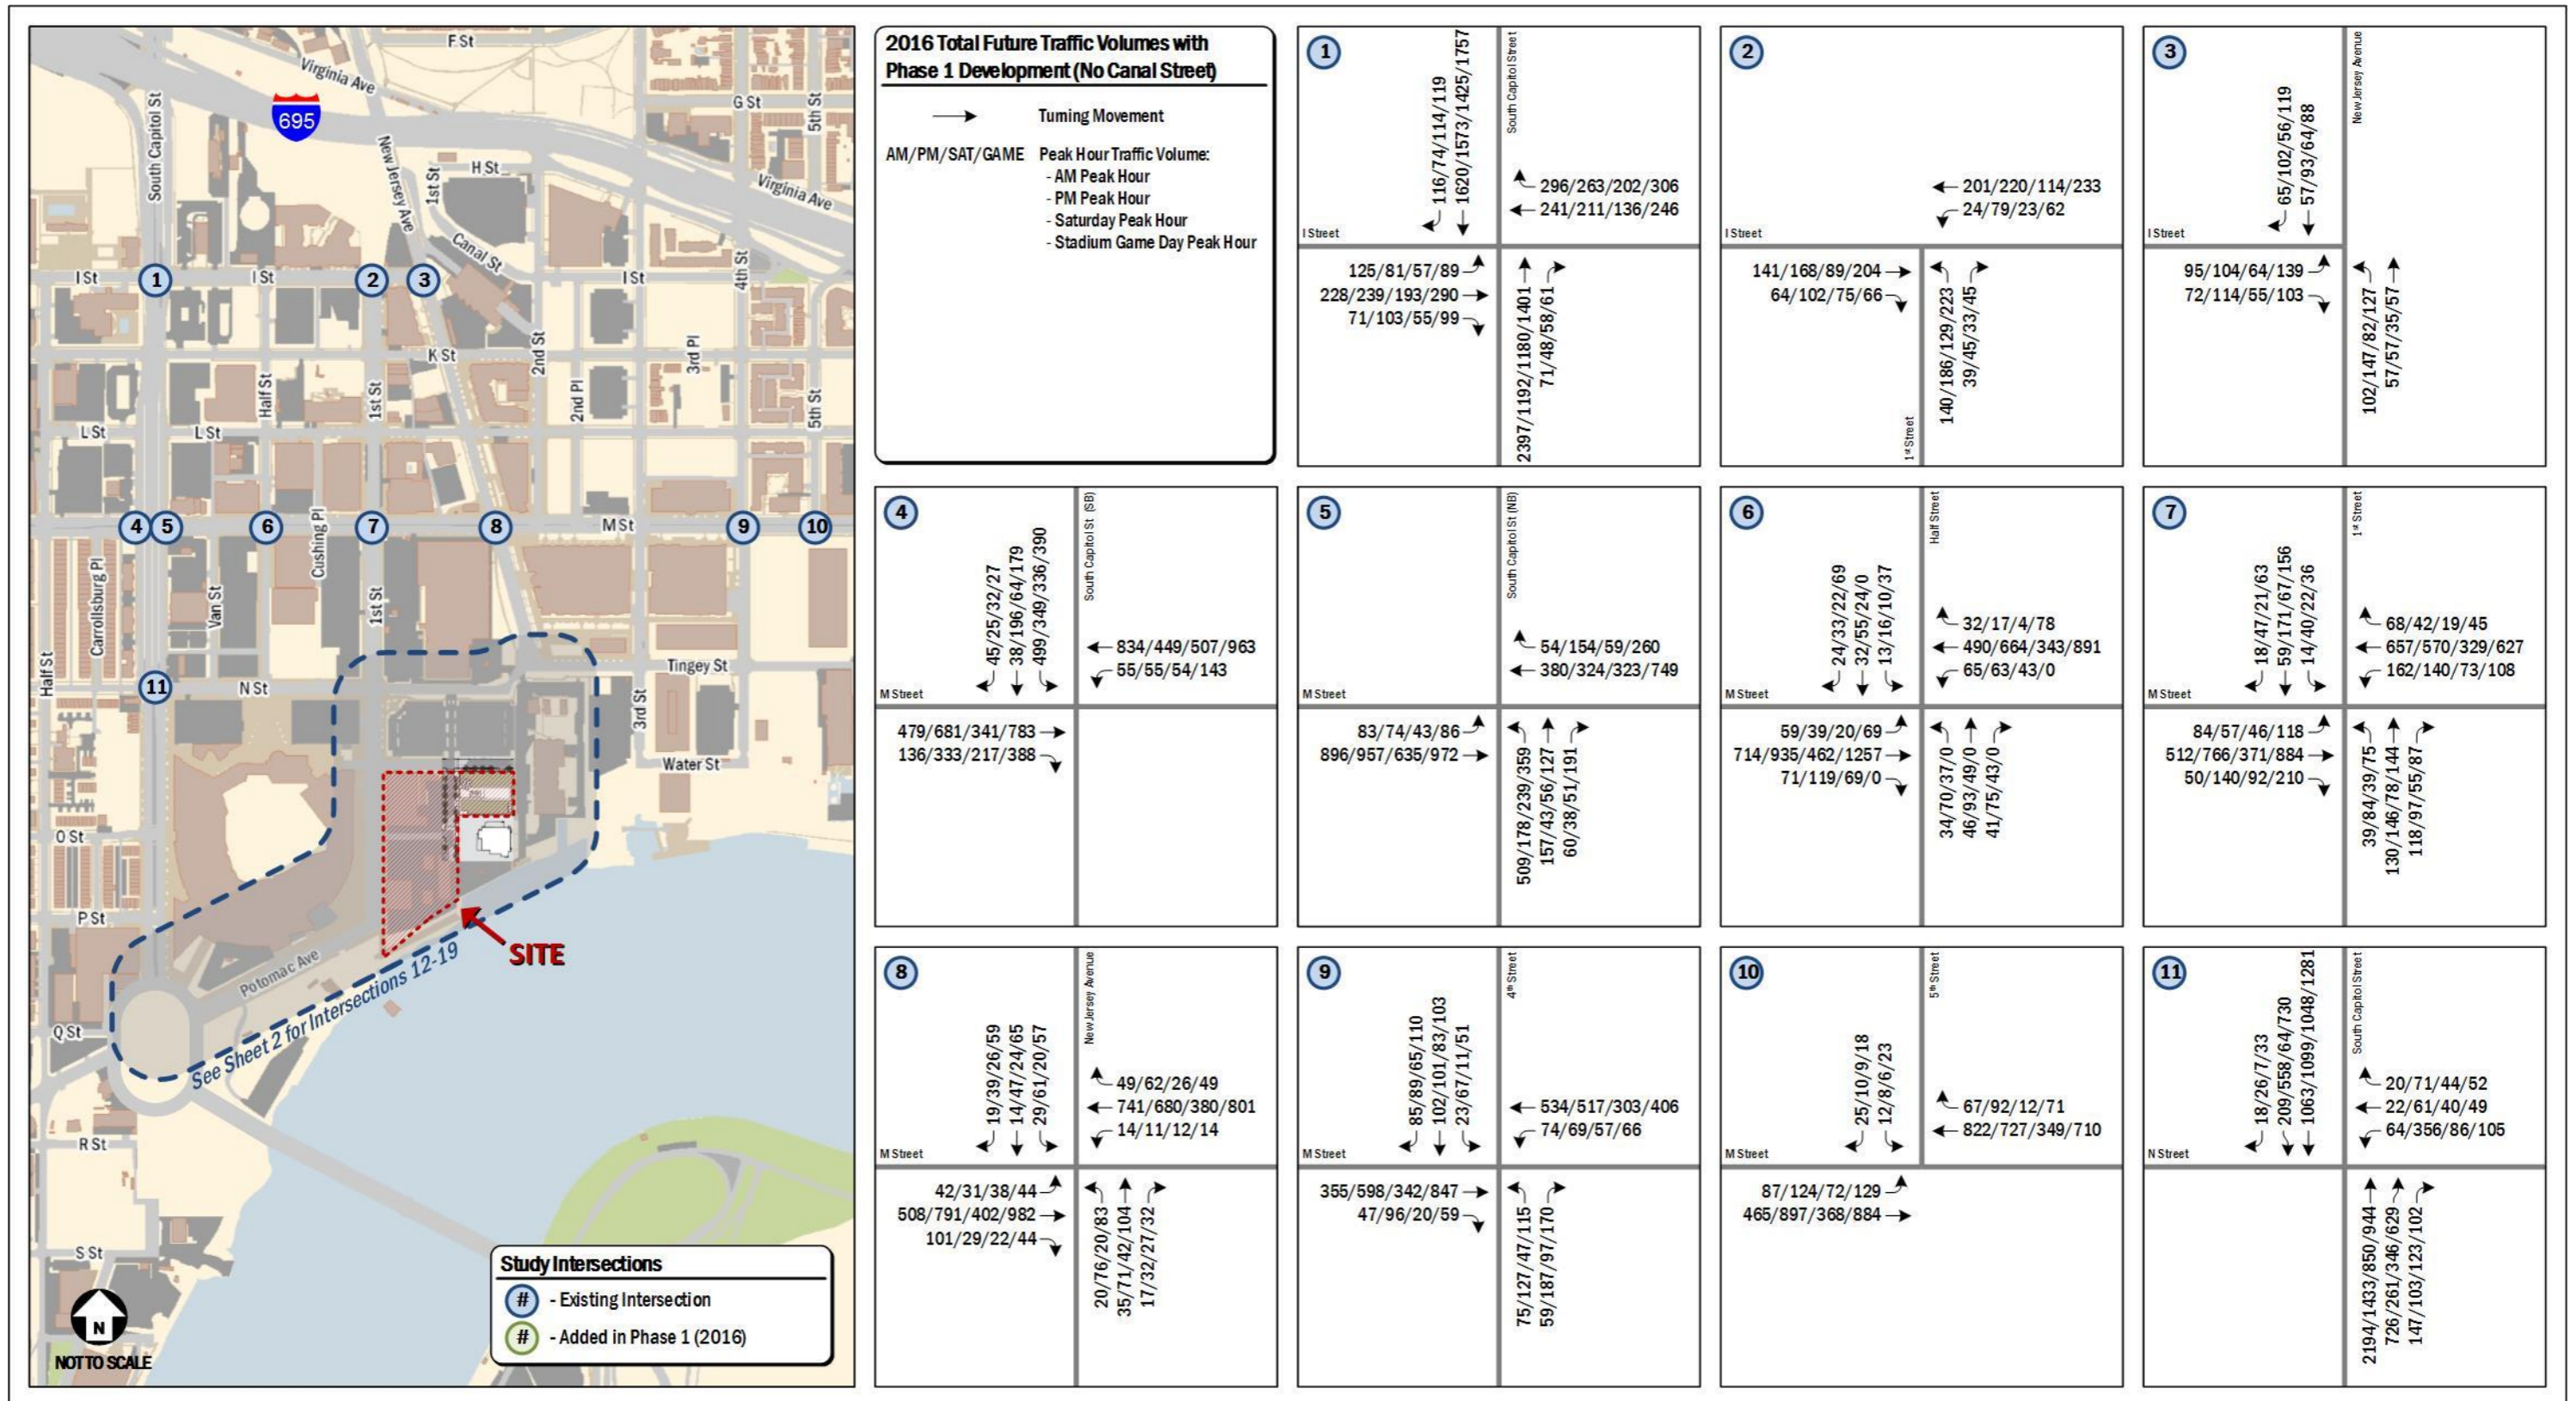 F St
Virginia Ave
G St
5th St
695
South Capitol St
New Jersey Ave
1st St
H St
Virginia Ave
Canal St
4th St
I St
1
I St
2
3
I St
K St
2nd St
3rd Pl
Half St
1st St
2nd Pl
5th St
L St
L St
Cushing Pl
4
5
6
7
8
M St
9
10
Carrollsburg Pl
Van St
1st St
Half St
11
N St
Tingey St
3rd St
Water St
O St
P St
SITE
Potomac Ave
See Sheet 2 for Intersections 12-19
Q St
R St
S St
N
NOT TO SCALE
Study Intersections
# - Existing Intersection
# - Added in Phase 1 (2016)
2016 Total Future Traffic Volumes with
Phase 1 Development (No Canal Street)
Turning Movement
AM/PM/SAT/GAME Peak Hour Traffic Volume:
- AM Peak Hour
- PM Peak Hour
- Saturday Peak Hour
- Stadium Game Day Peak Hour
1
South Capitol Street
116/74/114/119
1620/1573/1425/1757
296/263/202/306
241/211/136/246
I Street
125/81/57/89
228/239/193/290
71/103/55/99
2397/1192/1180/1401
71/48/58/61
2
201/220/114/233
24/79/23/62
I Street
141/168/89/204
64/102/75/66
140/186/129/223
39/45/33/45
1st Street
3
New Jersey Avenue
65/102/56/119
57/93/64/88
I Street
95/104/64/139
72/114/55/103
102/147/82/127
57/57/35/57
4
South Capitol St (SB)
45/25/32/27
38/196/64/179
499/349/336/390
834/449/507/963
55/55/54/143
M Street
479/681/341/783
136/333/217/388
5
South Capitol St (NB)
54/154/59/260
380/324/323/749
M Street
83/74/43/86
896/957/635/972
509/178/239/359
157/43/56/127
60/38/51/191
6
Half Street
24/33/22/69
32/55/24/0
13/16/10/37
32/17/4/78
490/664/343/891
65/63/43/0
M Street
59/39/20/69
714/935/462/1257
71/119/69/0
34/70/37/0
46/93/49/0
41/75/43/0
7
1st Street
18/47/21/63
59/171/67/156
14/40/22/36
68/42/19/45
657/570/329/627
162/140/73/108
M Street
84/57/46/118
512/766/371/884
50/140/92/210
39/84/39/75
130/146/78/144
118/97/55/87
8
New Jersey Avenue
19/39/26/59
14/47/24/65
29/61/20/57
49/62/26/49
741/680/380/801
14/11/12/14
M Street
42/31/38/44
508/791/402/982
101/29/22/44
20/76/20/83
35/71/42/104
17/32/27/32
9
4th Street
85/89/65/110
102/101/83/103
23/67/11/51
534/517/303/406
74/69/57/66
M Street
355/598/342/847
47/96/20/59
75/127/47/115
59/187/97/170
10
5th Street
25/10/9/18
12/8/6/23
67/92/12/71
822/727/349/710
M Street
87/124/72/129
465/897/368/884
11
South Capitol Street
18/26/7/33
209/558/64/730
1063/1099/1048/1281
20/71/44/52
22/61/40/49
64/356/86/105
N Street
2194/1433/850/944
726/261/346/629
147/103/123/102